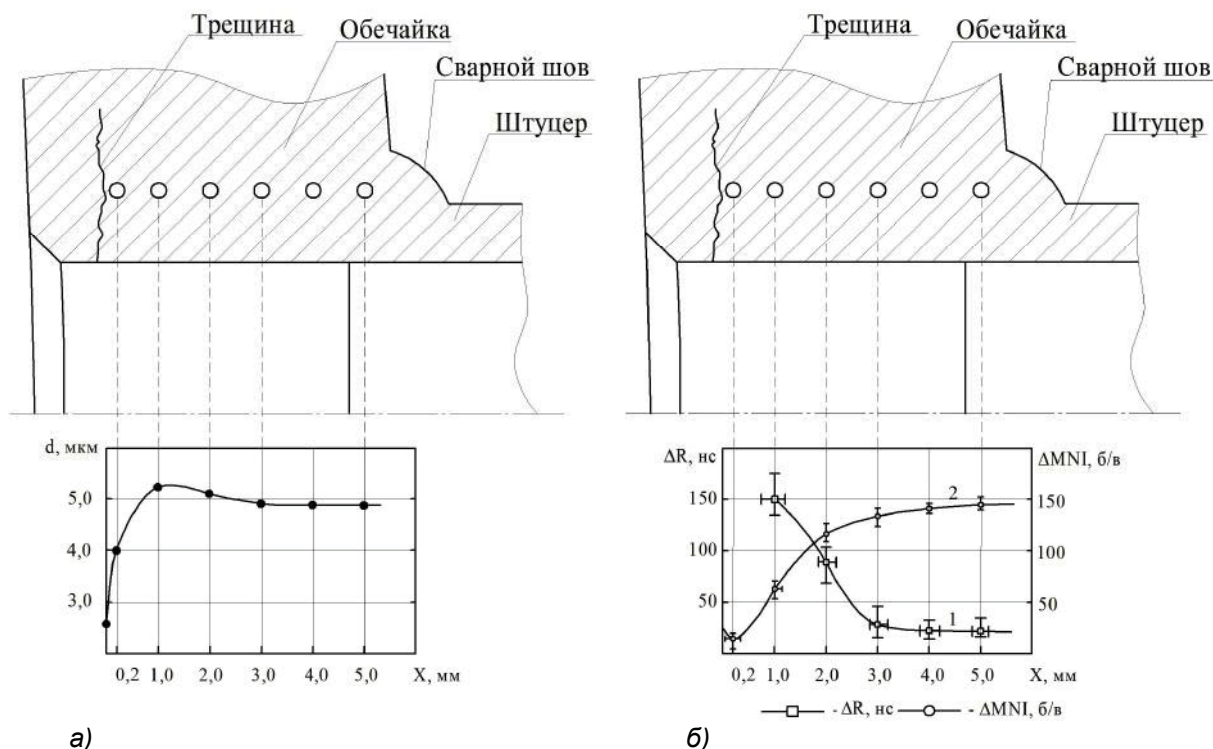 Трещина
Обечайка
Сварной шов
Штуцер
d, мкм
5,0
4,0
3,0
0,2 1,0 2,0 3,0 4,0 5,0 X, мм
а)
Трещина
Обечайка
Сварной шов
Штуцер
ΔR, нс
ΔMNI, б/в
150
100
50
2
1
150
100
50
0,2 1,0 2,0 3,0 4,0 5,0 X, мм
- ΔR, нс - ΔMNI, б/в
б)